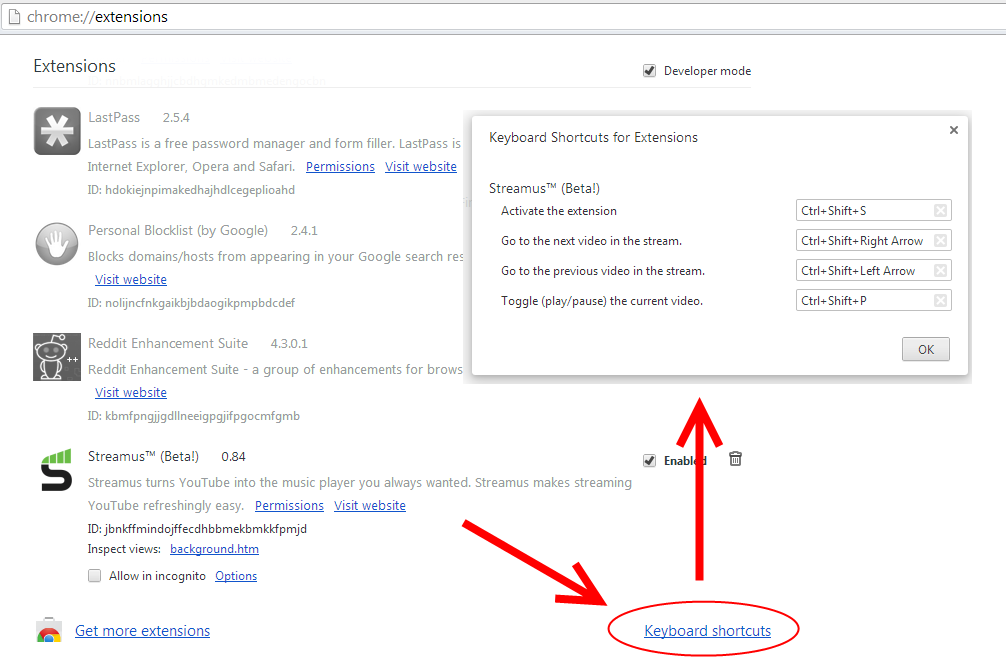 chrome://extensions
Extensions
Developer mode
LastPass 2.5.4
LastPass is a free password manager and form filler. LastPass is
Internet Explorer, Opera and Safari. Permissions Visit website
ID: hdokiejnpimakedhajhdlcegeplioahd
Personal Blocklist (by Google) 2.4.1
Blocks domains/hosts from appearing in your Google search res
Visit website
ID: nolijncfnkgaikbjbdaogikpmpbdcdef
++
Reddit Enhancement Suite 4.3.0.1
Reddit Enhancement Suite - a group of enhancements for brows
Visit website
ID: kbmfpngjjgdllneeigpgjifpgocmfgmb
Streamus™ (Beta!) 0.84
Enabled
Streamus turns YouTube into the music player you always wanted. Streamus makes streaming
YouTube refreshingly easy. Permissions Visit website
ID: jbnkffmindojffecdhbbmekbmkkfpmjd
Inspect views: background.htm
Allow in incognito Options
Get more extensions
Keyboard shortcuts
Keyboard Shortcuts for Extensions
Streamus™ (Beta!)
Activate the extension Ctrl+Shift+S
Go to the next video in the stream. Ctrl+Shift+Right Arrow
Go to the previous video in the stream. Ctrl+Shift+Left Arrow
Toggle (play/pause) the current video. Ctrl+Shift+P
OK